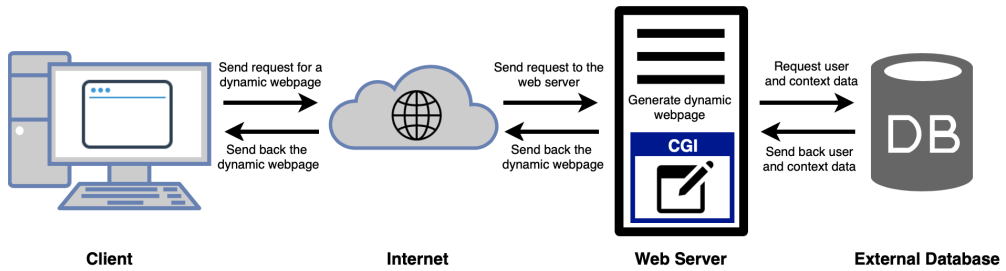 Send request for a
dynamic webpage
Send back the
dynamic webpage
Send request to the
web server
Send back the
dynamic webpage
Generate dynamic
webpage
CGI
Request user
and context data
Send back user
and context data
DB
Client
Internet
Web Server
External Database